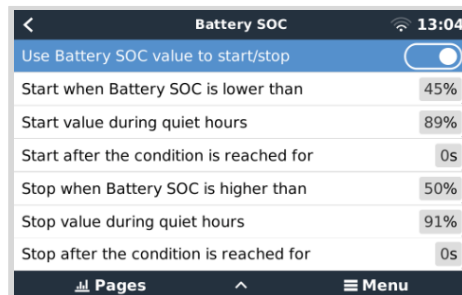 Battery SOC 13:04
Use Battery SOC value to start/stop
Start when Battery SOC is lower than 45%
Start value during quiet hours 89%
Start after the condition is reached for 0s
Stop when Battery SOC is higher than 50%
Stop value during quiet hours 91%
Stop after the condition is reached for 0s
Pages Menu